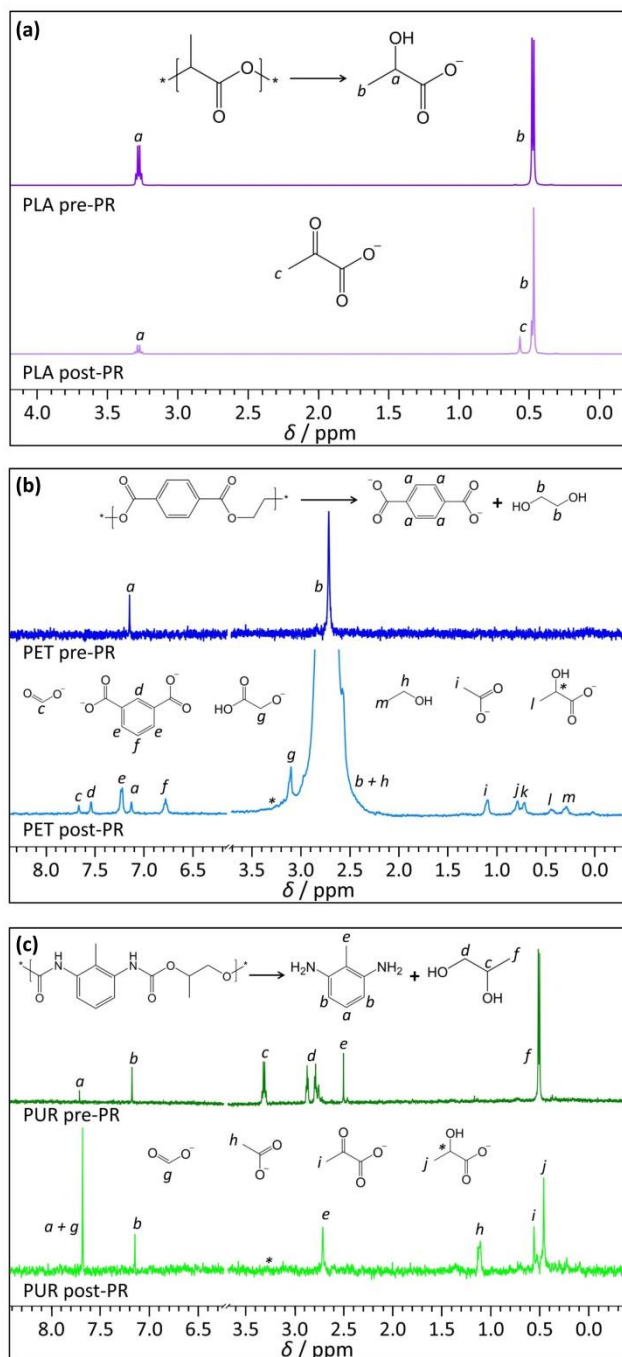 (a)
OH
* O * O⁻
a
b
O O
a b
PLA pre-PR
O
O⁻
c
O
b
a c
PLA post-PR
4.0 3.5 3.0 2.5 2.0 1.5 1.0 0.5 0.0
δ / ppm
(b)
O O * ⁻O a a O b OH
* O O O a a O⁻ + HO b
a b
PET pre-PR
O O⁻ O d O O O⁻ h i O OH
c ⁻O O⁻ HO g m OH O⁻ l * O⁻
e e O
f
g
c d e a f * b + h i j k l m
PET post-PR
8.0 7.5 7.0 6.5 3.5 3.0 2.5 2.0 1.5 1.0 0.5 0.0
δ / ppm
(c)
* H N H N O O * e d f
O O H₂N NH₂ + HO c
b b OH
a
a b c d e f
PUR pre-PR
O O⁻ h O O OH
g O⁻ i O⁻ j * O⁻
O O
a + g b * e h i j
PUR post-PR
8.0 7.5 7.0 6.5 3.5 3.0 2.5 2.0 1.5 1.0 0.5 0.0
δ / ppm